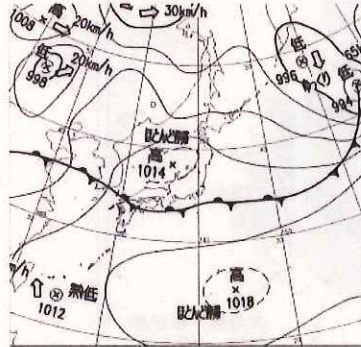 高
1008
20km/h
30km/h
低
998
20km/h
低
996
ゆっくり
低
994
ほとんど停滞
高
1014
熱低
1012
高
1018
ほとんど停滞